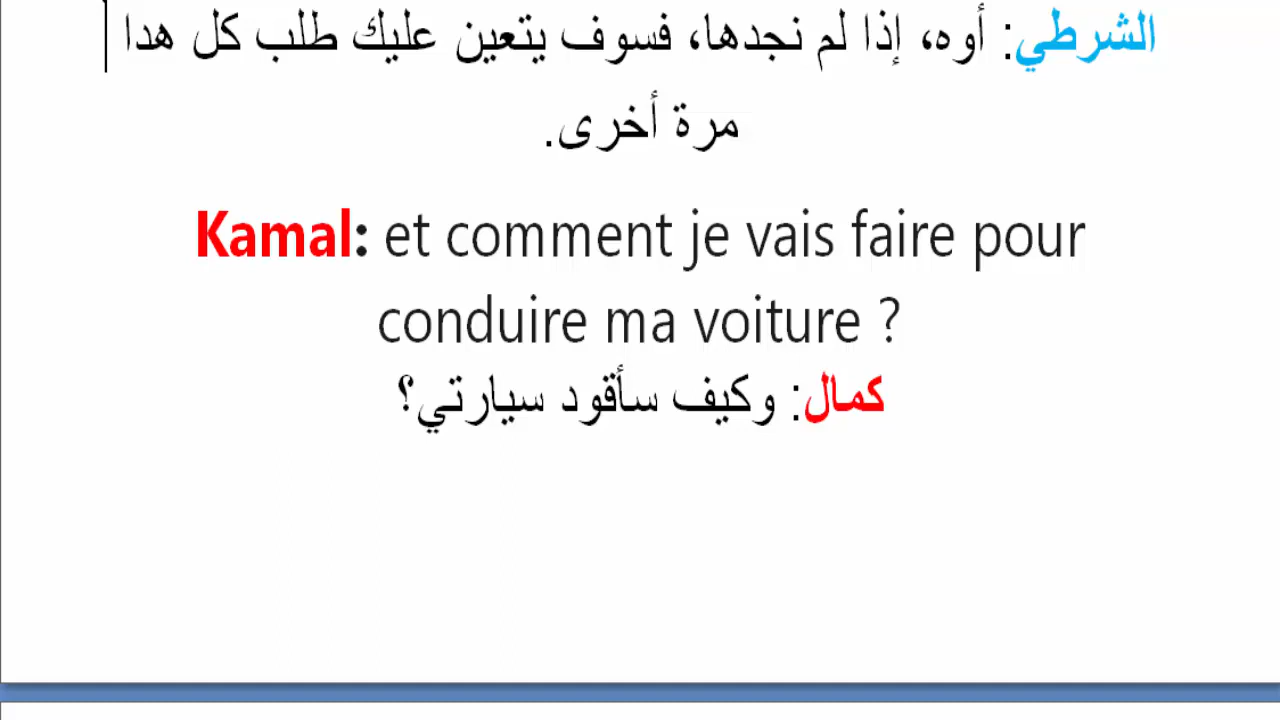 الشرطي: أوه، إذا لم نجدها، فسوف يتعين عليك طلب كل هدا
مرة أخرى.
Kamal: et comment je vais faire pour
conduire ma voiture ?
كمال: وكيف سأقود سيارتي؟